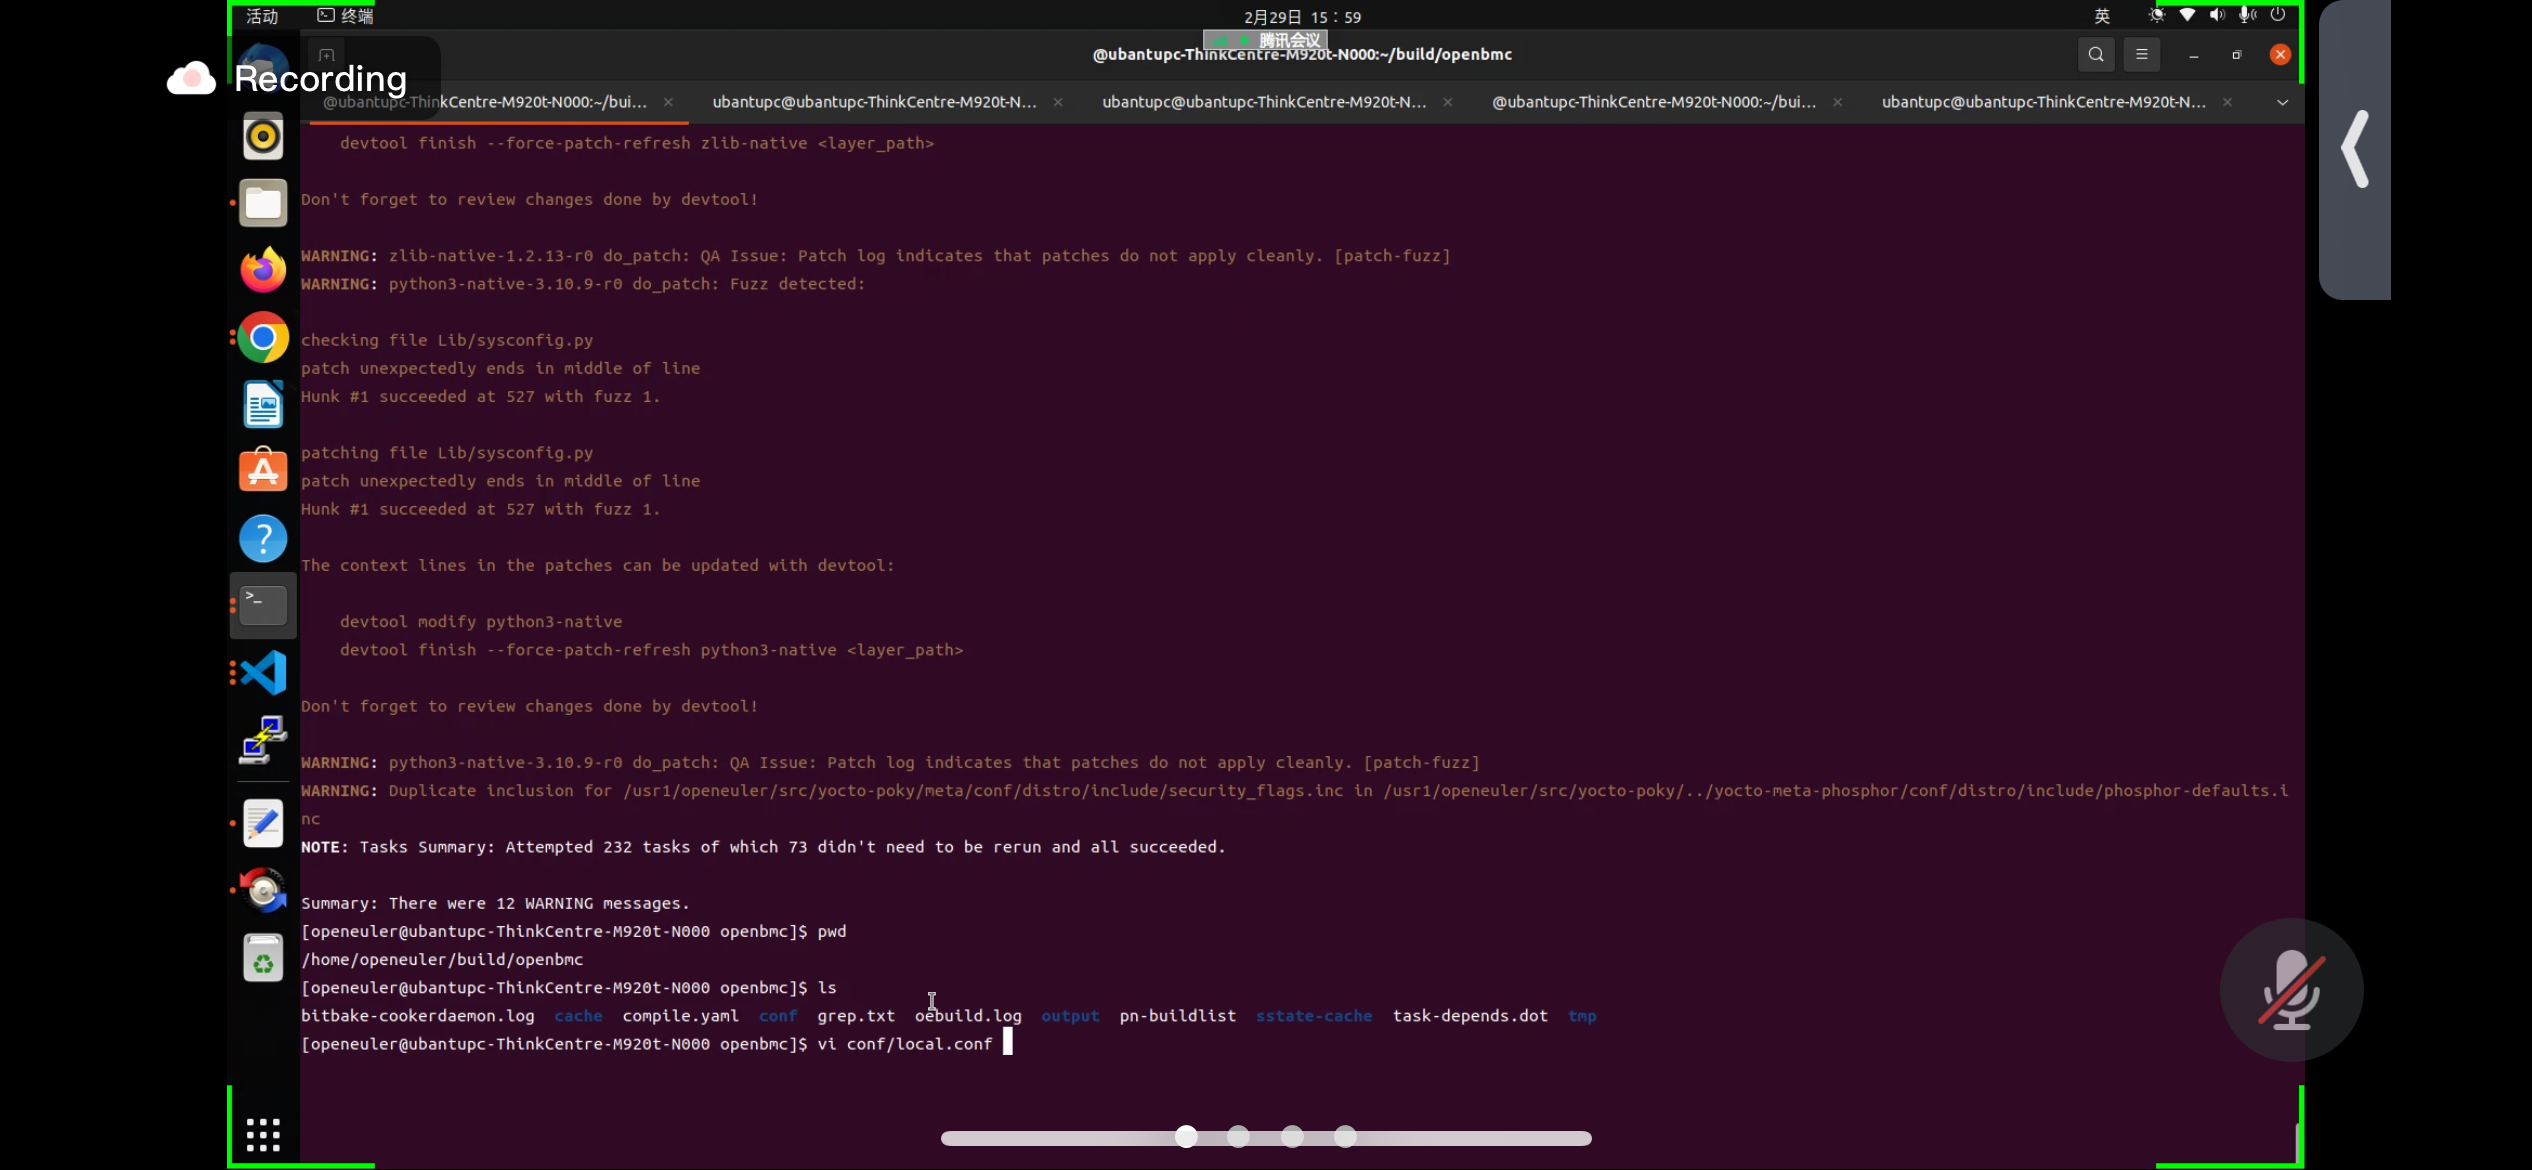 活动 终端 2月29日 15：59 英
腾讯会议
@ubantupc-ThinkCentre-M920t-N000:~/build/openbmc
Recording
@ubantupc-ThinkCentre-M920t-N000:~/bui... ubantupc@ubantupc-ThinkCentre-M920t-N... ubantupc@ubantupc-ThinkCentre-M920t-N... @ubantupc-ThinkCentre-M920t-N000:~/bui... ubantupc@ubantupc-ThinkCentre-M920t-N...
devtool finish --force-patch-refresh zlib-native <layer_path>
Don't forget to review changes done by devtool!
WARNING: zlib-native-1.2.13-r0 do_patch: QA Issue: Patch log indicates that patches do not apply cleanly. [patch-fuzz]
WARNING: python3-native-3.10.9-r0 do_patch: Fuzz detected:
checking file Lib/sysconfig.py
patch unexpectedly ends in middle of line
Hunk #1 succeeded at 527 with fuzz 1.
patching file Lib/sysconfig.py
patch unexpectedly ends in middle of line
Hunk #1 succeeded at 527 with fuzz 1.
The context lines in the patches can be updated with devtool:
devtool modify python3-native
devtool finish --force-patch-refresh python3-native <layer_path>
Don't forget to review changes done by devtool!
WARNING: python3-native-3.10.9-r0 do_patch: QA Issue: Patch log indicates that patches do not apply cleanly. [patch-fuzz]
WARNING: Duplicate inclusion for /usr1/openeuler/src/yocto-poky/meta/conf/distro/include/security_flags.inc in /usr1/openeuler/src/yocto-poky/../yocto-meta-phosphor/conf/distro/include/phosphor-defaults.i
nc
NOTE: Tasks Summary: Attempted 232 tasks of which 73 didn't need to be rerun and all succeeded.
Summary: There were 12 WARNING messages.
[openeuler@ubantupc-ThinkCentre-M920t-N000 openbmc]$ pwd
/home/openeuler/build/openbmc
[openeuler@ubantupc-ThinkCentre-M920t-N000 openbmc]$ ls
bitbake-cookerdaemon.log cache compile.yaml conf grep.txt oebuild.log output pn-buildlist sstate-cache task-depends.dot tmp
[openeuler@ubantupc-ThinkCentre-M920t-N000 openbmc]$ vi conf/local.conf